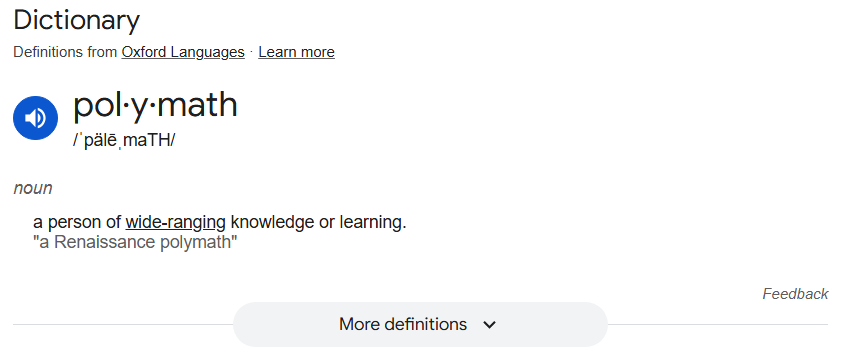 Dictionary
Definitions from Oxford Languages · Learn more
pol·y·math
/ˈpälēˌmaTH/
noun
a person of wide-ranging knowledge or learning.
"a Renaissance polymath"
Feedback
More definitions